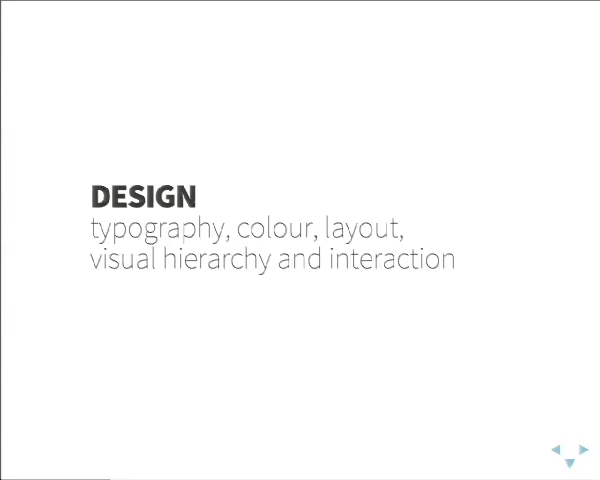 DESIGN
typography, colour, layout,
visual hierarchy and interaction